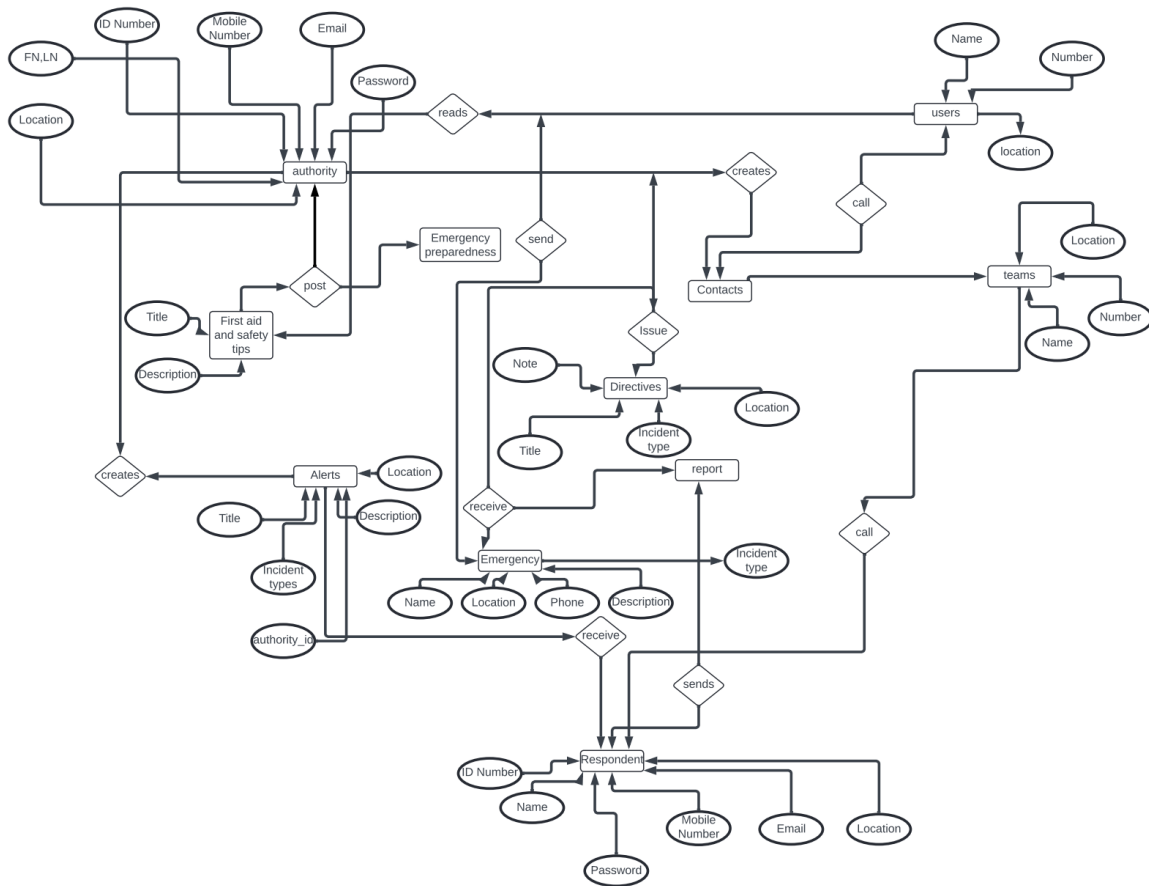 ID Number
Mobile
Number
Email
Name
Number
FN,LN
Password
reads
users
Location
location
authority
creates
call
Emergency
preparedness
send
Location
teams
post
Contacts
Title
First aid
and safety
tips
Issue
Number
Name
Description
Note
Directives
Location
Title
Incident
type
creates
Alerts
Location
report
Title
Description
receive
call
Incident
types
Emergency
Incident
type
Name
Location
Phone
Description
authority_id
receive
sends
Respondent
ID Number
Name
Mobile
Number
Email
Location
Password